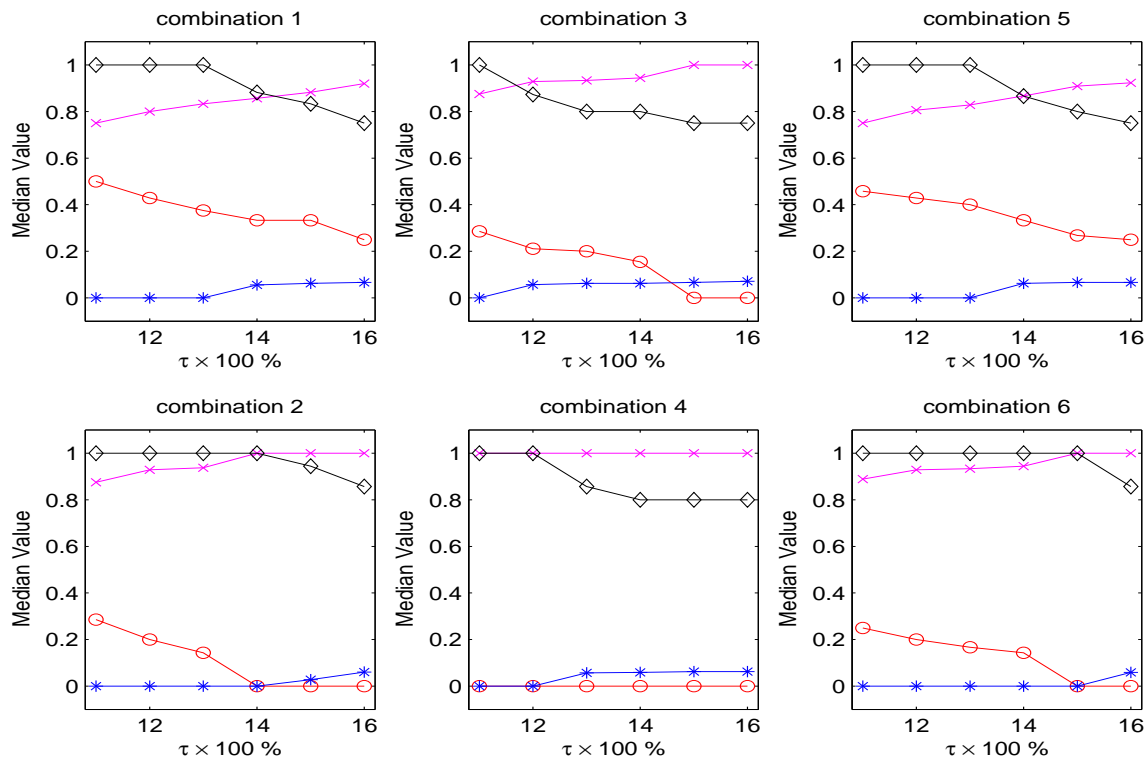 combination 1
Median Value
1
0.8
0.6
0.4
0.2
0
12 14 16
τ × 100 %
combination 3
Median Value
1
0.8
0.6
0.4
0.2
0
12 14 16
τ × 100 %
combination 5
Median Value
1
0.8
0.6
0.4
0.2
0
12 14 16
τ × 100 %
combination 2
Median Value
1
0.8
0.6
0.4
0.2
0
12 14 16
τ × 100 %
combination 4
Median Value
1
0.8
0.6
0.4
0.2
0
12 14 16
τ × 100 %
combination 6
Median Value
1
0.8
0.6
0.4
0.2
0
12 14 16
τ × 100 %